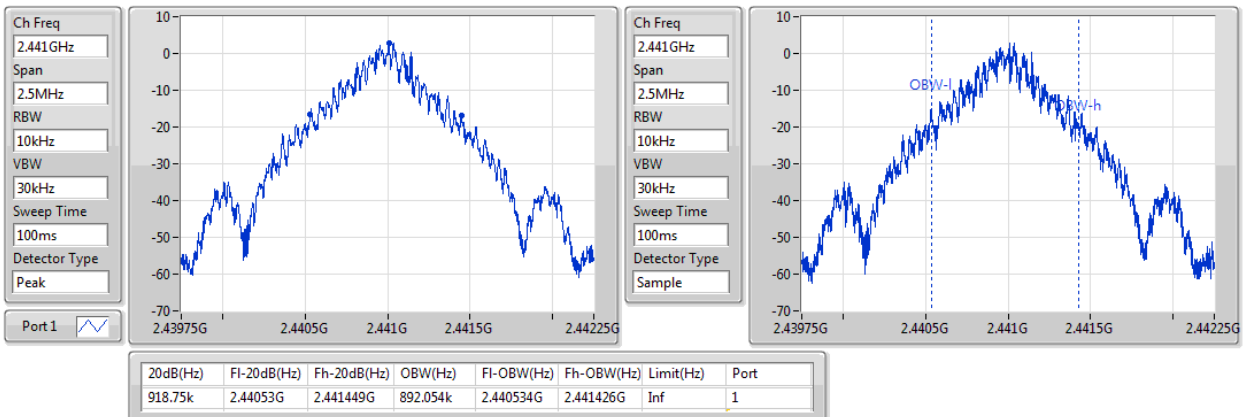 Ch Freq
2.441GHz
Span
2.5MHz
RBW
10kHz
VBW
30kHz
Sweep Time
100ms
Detector Type
Peak
Port 1
10
0
-10
-20
-30
-40
-50
-60
-70
2.43975G 2.4405G 2.441G 2.4415G 2.44225G
Ch Freq
2.441GHz
Span
2.5MHz
RBW
10kHz
VBW
30kHz
Sweep Time
100ms
Detector Type
Sample
10
0
-10
-20
-30
-40
-50
-60
-70
OBW-l
OBW-h
2.43975G 2.4405G 2.441G 2.4415G 2.44225G
20dB(Hz) Fl-20dB(Hz) Fh-20dB(Hz) OBW(Hz) Fl-OBW(Hz) Fh-OBW(Hz) Limit(Hz) Port
918.75k 2.44053G 2.441449G 892.054k 2.440534G 2.441426G Inf 1